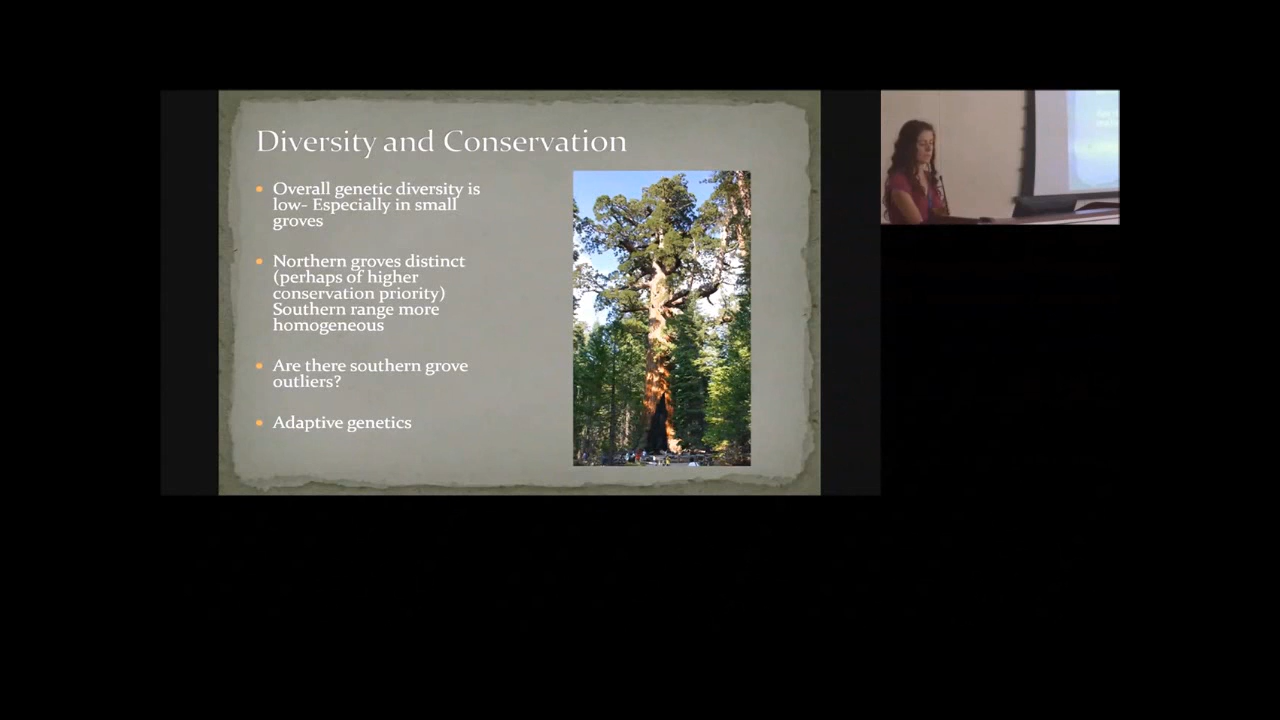 Diversity and Conservation
Overall genetic diversity is
low- Especially in small
groves
Northern groves distinct
(perhaps of higher
conservation priority)
Southern range more
homogeneous
Are there southern grove
outliers?
Adaptive genetics